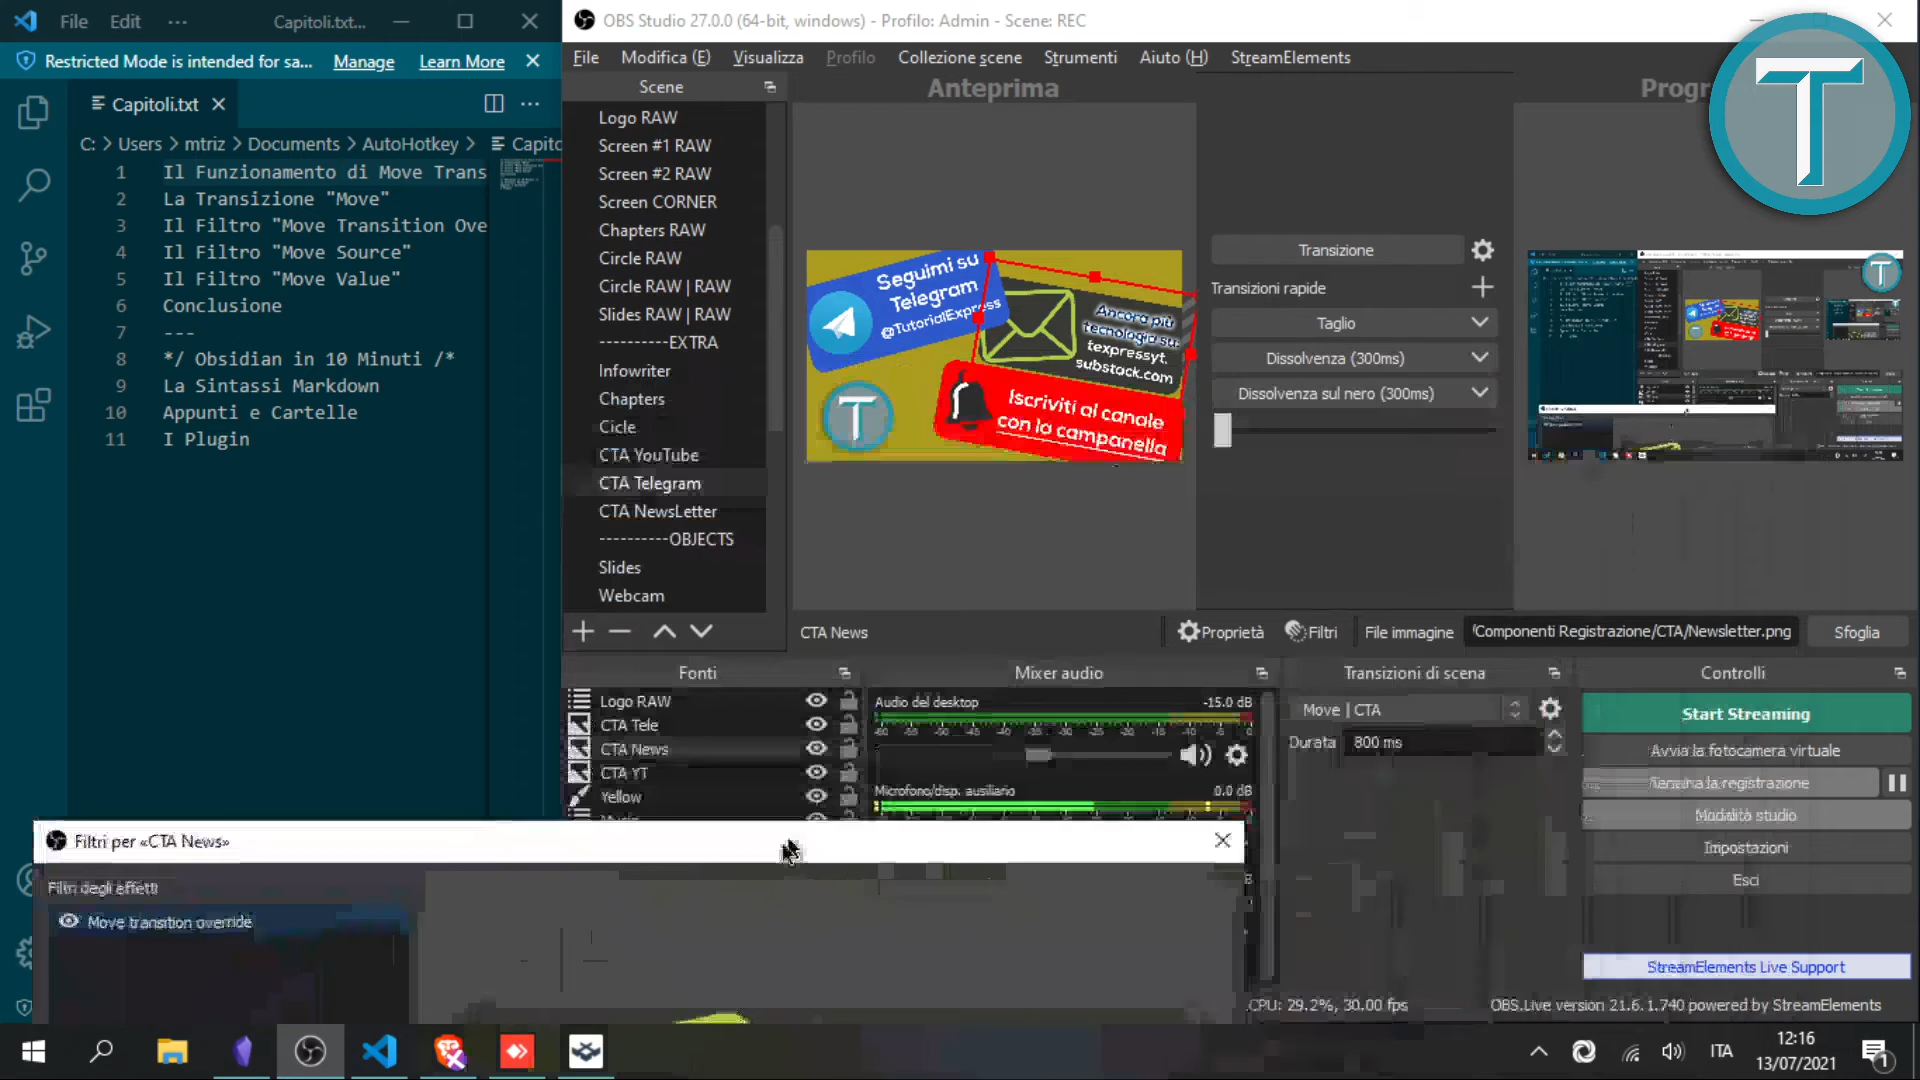 File
Edit
···
Capitoli.txt...
Restricted Mode is intended for sa...
Manage
Learn More
Capitoli.txt
C: > Users > mtriz > Documents > AutoHotkey >
1 Il Funzionamento di Move Trans
2 La Transizione "Move"
3 Il Filtro "Move Transition Ove
4 Il Filtro "Move Source"
5 Il Filtro "Move Value"
6 Conclusione
7 ---
8 */ Obsidian in 10 Minuti /*
9 La Sintassi Markdown
10 Appunti e Cartelle
11 I Plugin
OBS Studio 27.0.0 (64-bit, windows) - Profilo: Admin - Scene: REC
File
Modifica (E)
Visualizza
Profilo
Collezione scene
Strumenti
Aiuto (H)
StreamElements
Scene
Logo RAW
Screen #1 RAW
Screen #2 RAW
Screen CORNER
Chapters RAW
Circle RAW
Circle RAW | RAW
Slides RAW | RAW
----------EXTRA
Infowriter
Chapters
Cicle
CTA YouTube
CTA Telegram
CTA NewsLetter
----------OBJECTS
Slides
Webcam
Anteprima
Seguimi su
Telegram
@TutorialExpress
Ancora più
tecnologia su:
texpressyt.
substack.com
Iscriviti al canale
con la campanella
T
Transizione
Transizioni rapide
Taglio
Dissolvenza (300ms)
Dissolvenza sul nero (300ms)
T
CTA News
Proprietà
Filtri
File immagine
Componenti Registrazione/CTA/Newsletter.png
Sfoglia
Fonti
Logo RAW
CTA Tele
CTA News
CTA YT
Yellow
Mixer audio
Audio del desktop
-15.0 dB
Microfono/disp. ausiliario
0.0 dB
Transizioni di scena
Move | CTA
Durata
800 ms
Controlli
Start Streaming
Avvia la fotocamera virtuale
la registrazione
Modalità studio
Impostazioni
Esci
StreamElements Live Support
Filtri per «CTA News»
Filtri degli effetti
Move transition override
CPU: 29.2%, 30.00 fps
OBS.Live version 21.6.1.740 powered by StreamElements
ITA
12:16
13/07/2021
1